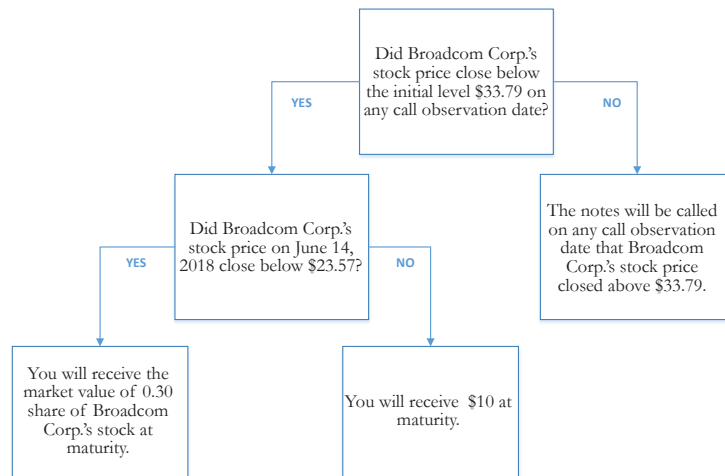 Did Broadcom Corp.'s
stock price close below
the initial level $33.79 on
any call observation date?
YES
NO
Did Broadcom Corp.'s
stock price on June 14,
2018 close below $23.57?
The notes will be called
on any call observation
date that Broadcom
Corp.'s stock price
closed above $33.79.
YES
NO
You will receive the
market value of 0.30
share of Broadcom
Corp.'s stock at
maturity.
You will receive $10 at
maturity.